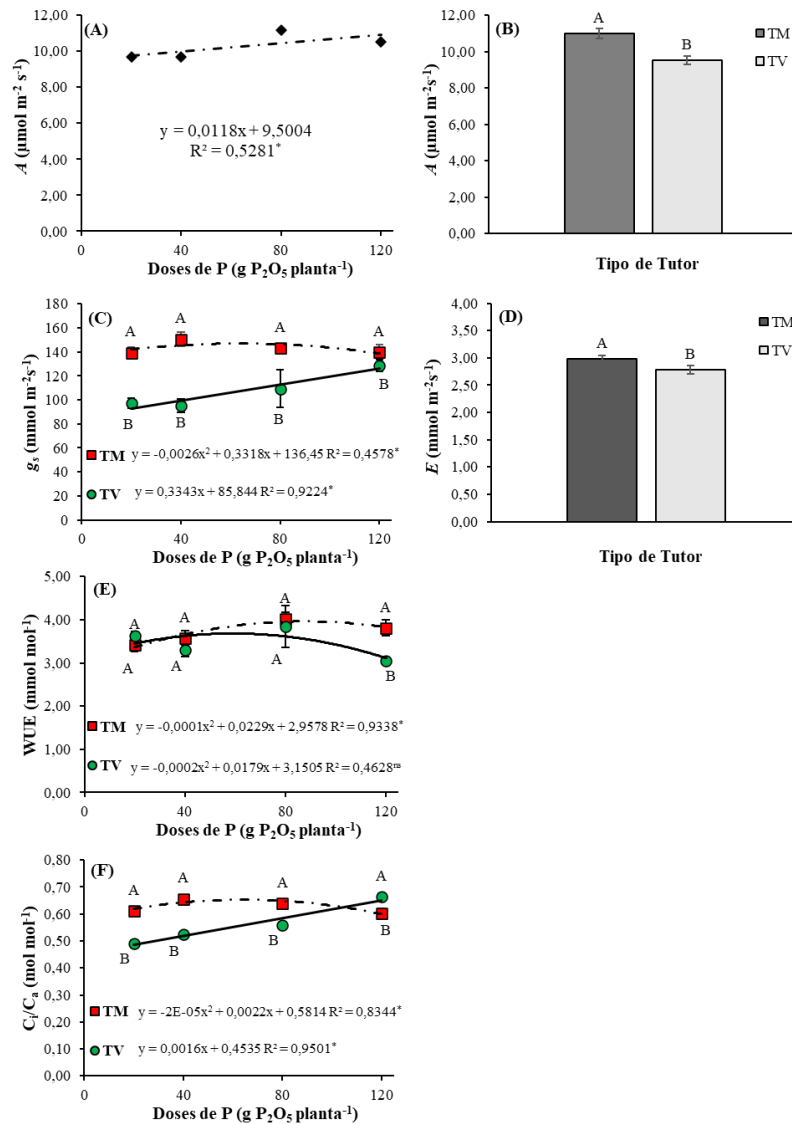 (A)
12,00
10,00
8,00
6,00
4,00
2,00
0,00
A (μmol m-2 s-1)
y = 0,0118x + 9,5004
R² = 0,5281*
0 40 80 120
Doses de P (g P2O5 planta-1)
(B)
12,00
10,00
8,00
6,00
4,00
2,00
0,00
A (μmol m-2s-1)
A
B
TM
TV
Tipo de Tutor
(C)
180
160
140
120
100
80
60
40
20
0
gs (mmol m-2s-1)
A A A A
B B B B
TM y = -0,0026x² + 0,3318x + 136,45 R² = 0,4578*
TV y = 0,3343x + 85,844 R² = 0,9224*
0 40 80 120
Doses de P (g P2O5 planta-1)
(D)
4,00
3,50
3,00
2,50
2,00
1,50
1,00
0,50
0,00
E (mmol m-2s-1)
A
B
TM
TV
Tipo de Tutor
(E)
5,00
4,00
3,00
2,00
1,00
0,00
WUE (mmol mol-1)
A A A A
A A A B
TM y = -0,0001x² + 0,0229x + 2,9578 R² = 0,9338*
TV y = -0,0002x² + 0,0179x + 3,1505 R² = 0,4628ns
0 40 80 120
Doses de P (g P2O5 planta-1)
(F)
0,80
0,70
0,60
0,50
0,40
0,30
0,20
0,10
0,00
Ci/Ca (mol mol-1)
A A A A
B B B B
TM y = -2E-05x² + 0,0022x + 0,5814 R² = 0,8344*
TV y = 0,0016x + 0,4535 R² = 0,9501*
0 40 80 120
Doses de P (g P2O5 planta-1)